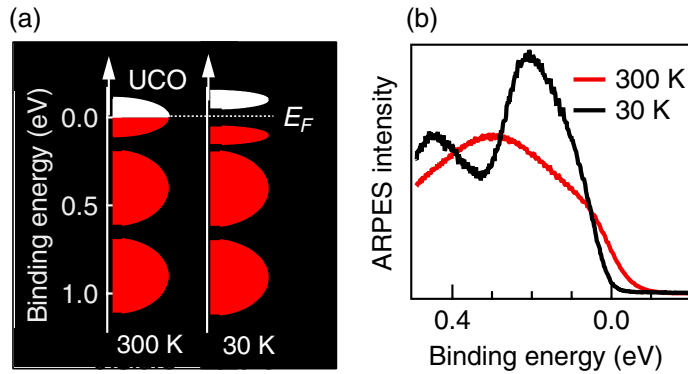 (a)
UCO
0.0
E_F
0.5
1.0
Binding energy (eV)
300 K
30 K
(b)
300 K
30 K
ARPES intensity
0.4
0.0
Binding energy (eV)